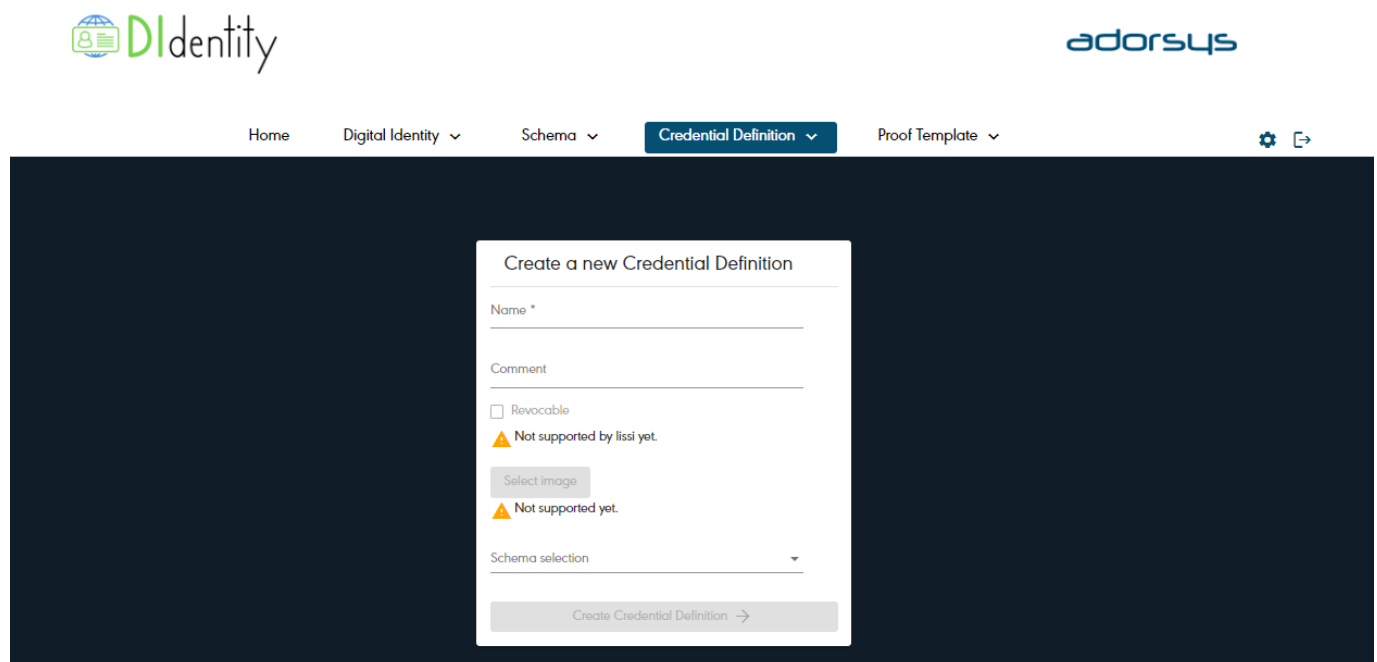 DIdentity
adorsys
Home Digital Identity Schema Credential Definition Proof Template
Create a new Credential Definition
Name *
Comment
Revocable
Not supported by lissi yet.
Select image
Not supported yet.
Schema selection
Create Credential Definition →